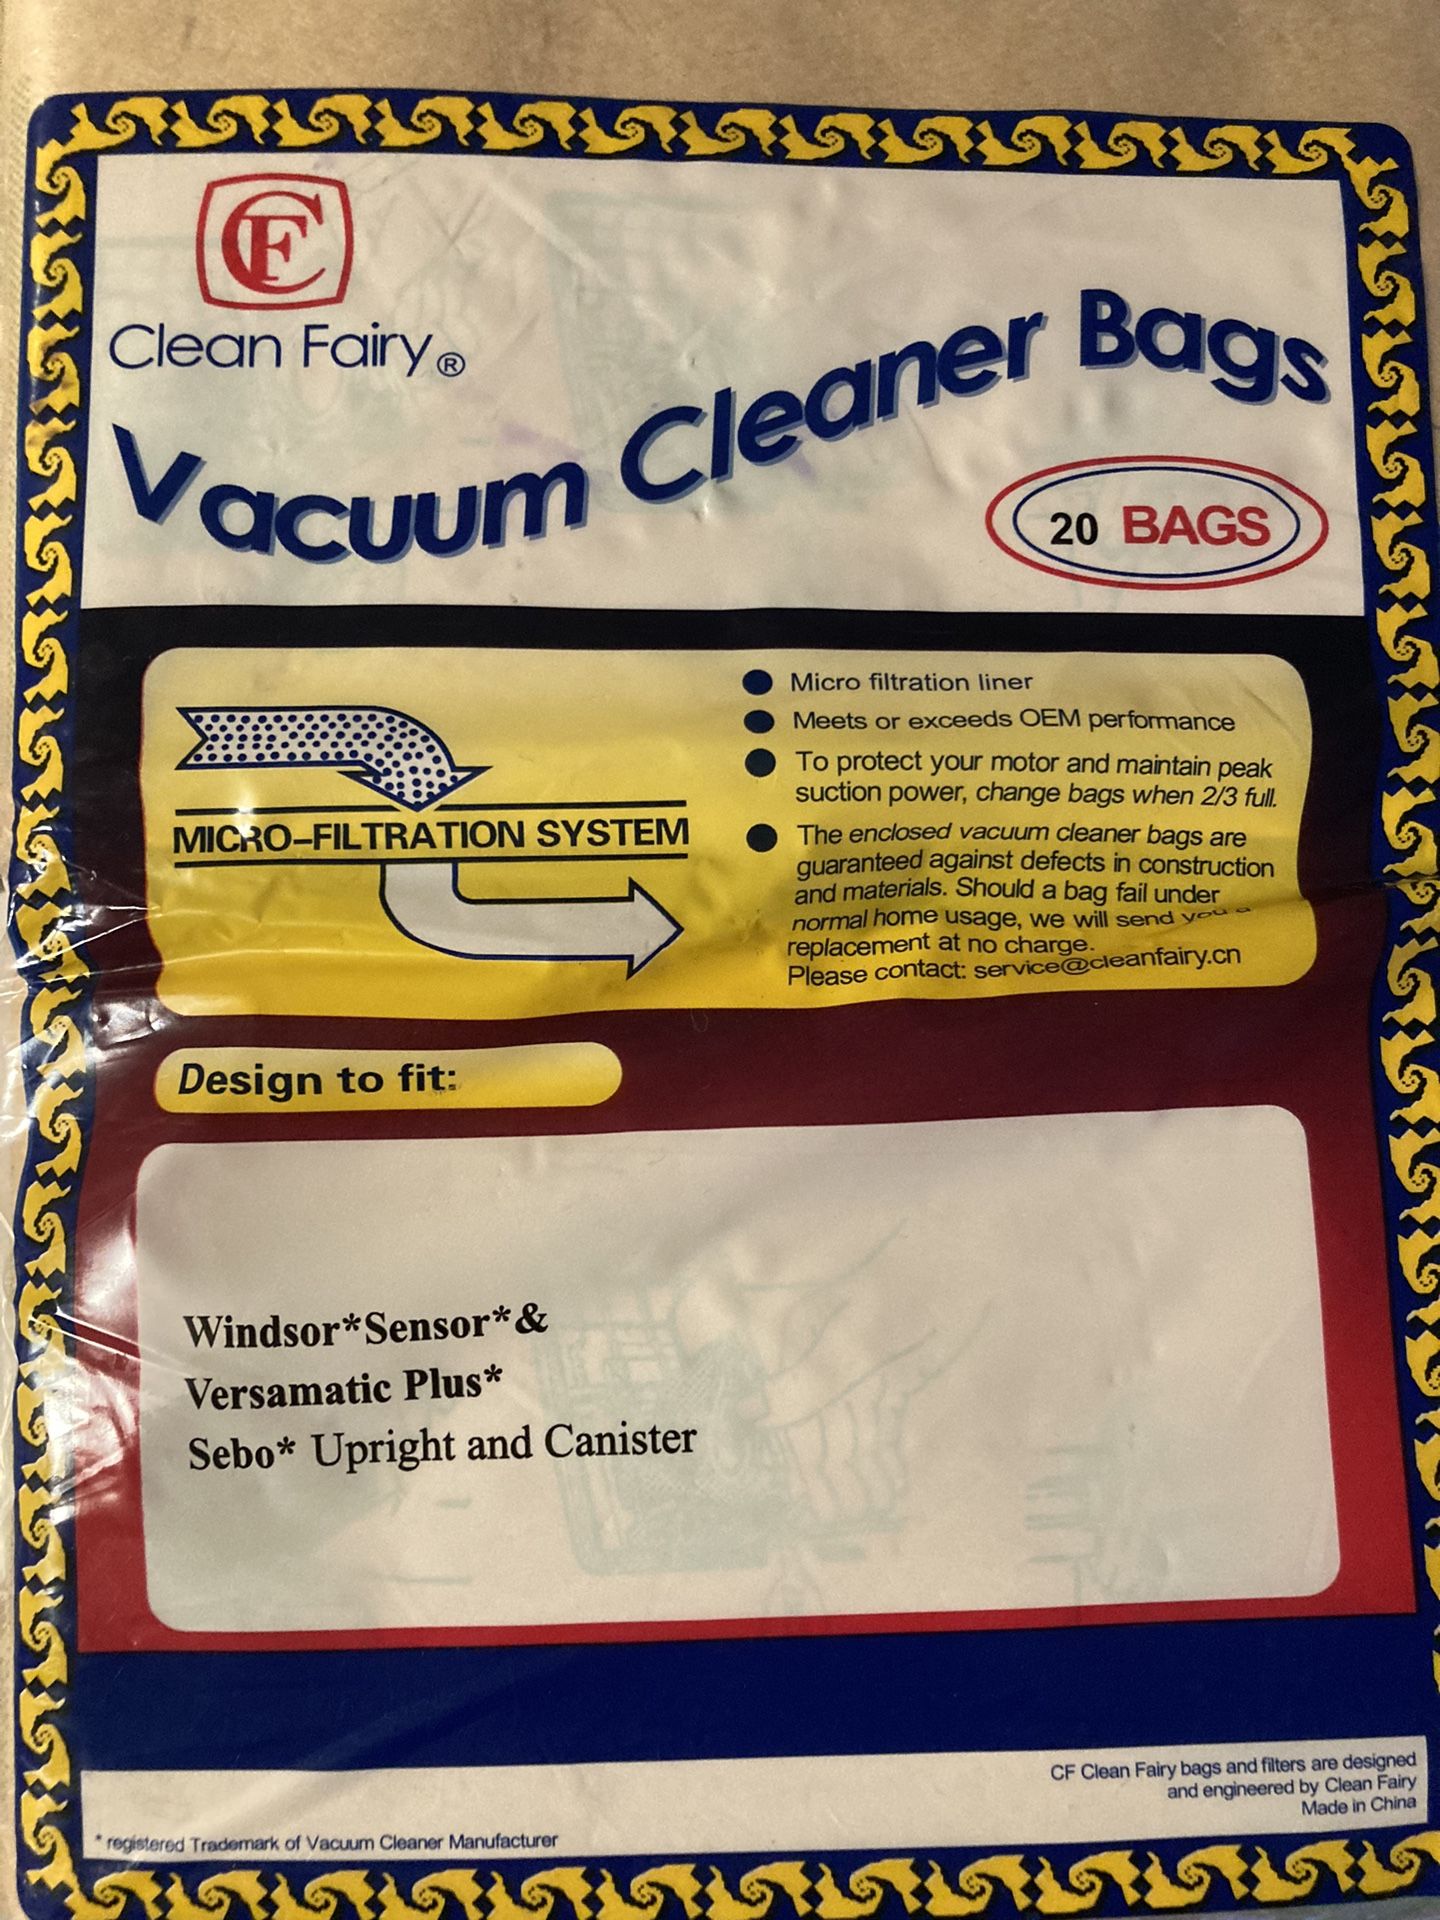 CF
Clean Fairy®
Vacuum Cleaner Bags
20 BAGS
MICRO-FILTRATION SYSTEM
● Micro filtration liner
● Meets or exceeds OEM performance
● To protect your motor and maintain peak
suction power, change bags when 2/3 full.
● The enclosed vacuum cleaner bags are
guaranteed against defects in construction
and materials. Should a bag fail under
normal home usage, we will send you a
replacement at no charge.
Please contact: service@cleanfairy.cn
Design to fit:
Windsor*Sensor*&
Versamatic Plus*
Sebo* Upright and Canister
CF Clean Fairy bags and filters are designed
and engineered by Clean Fairy
Made in China
* registered Trademark of Vacuum Cleaner Manufacturer